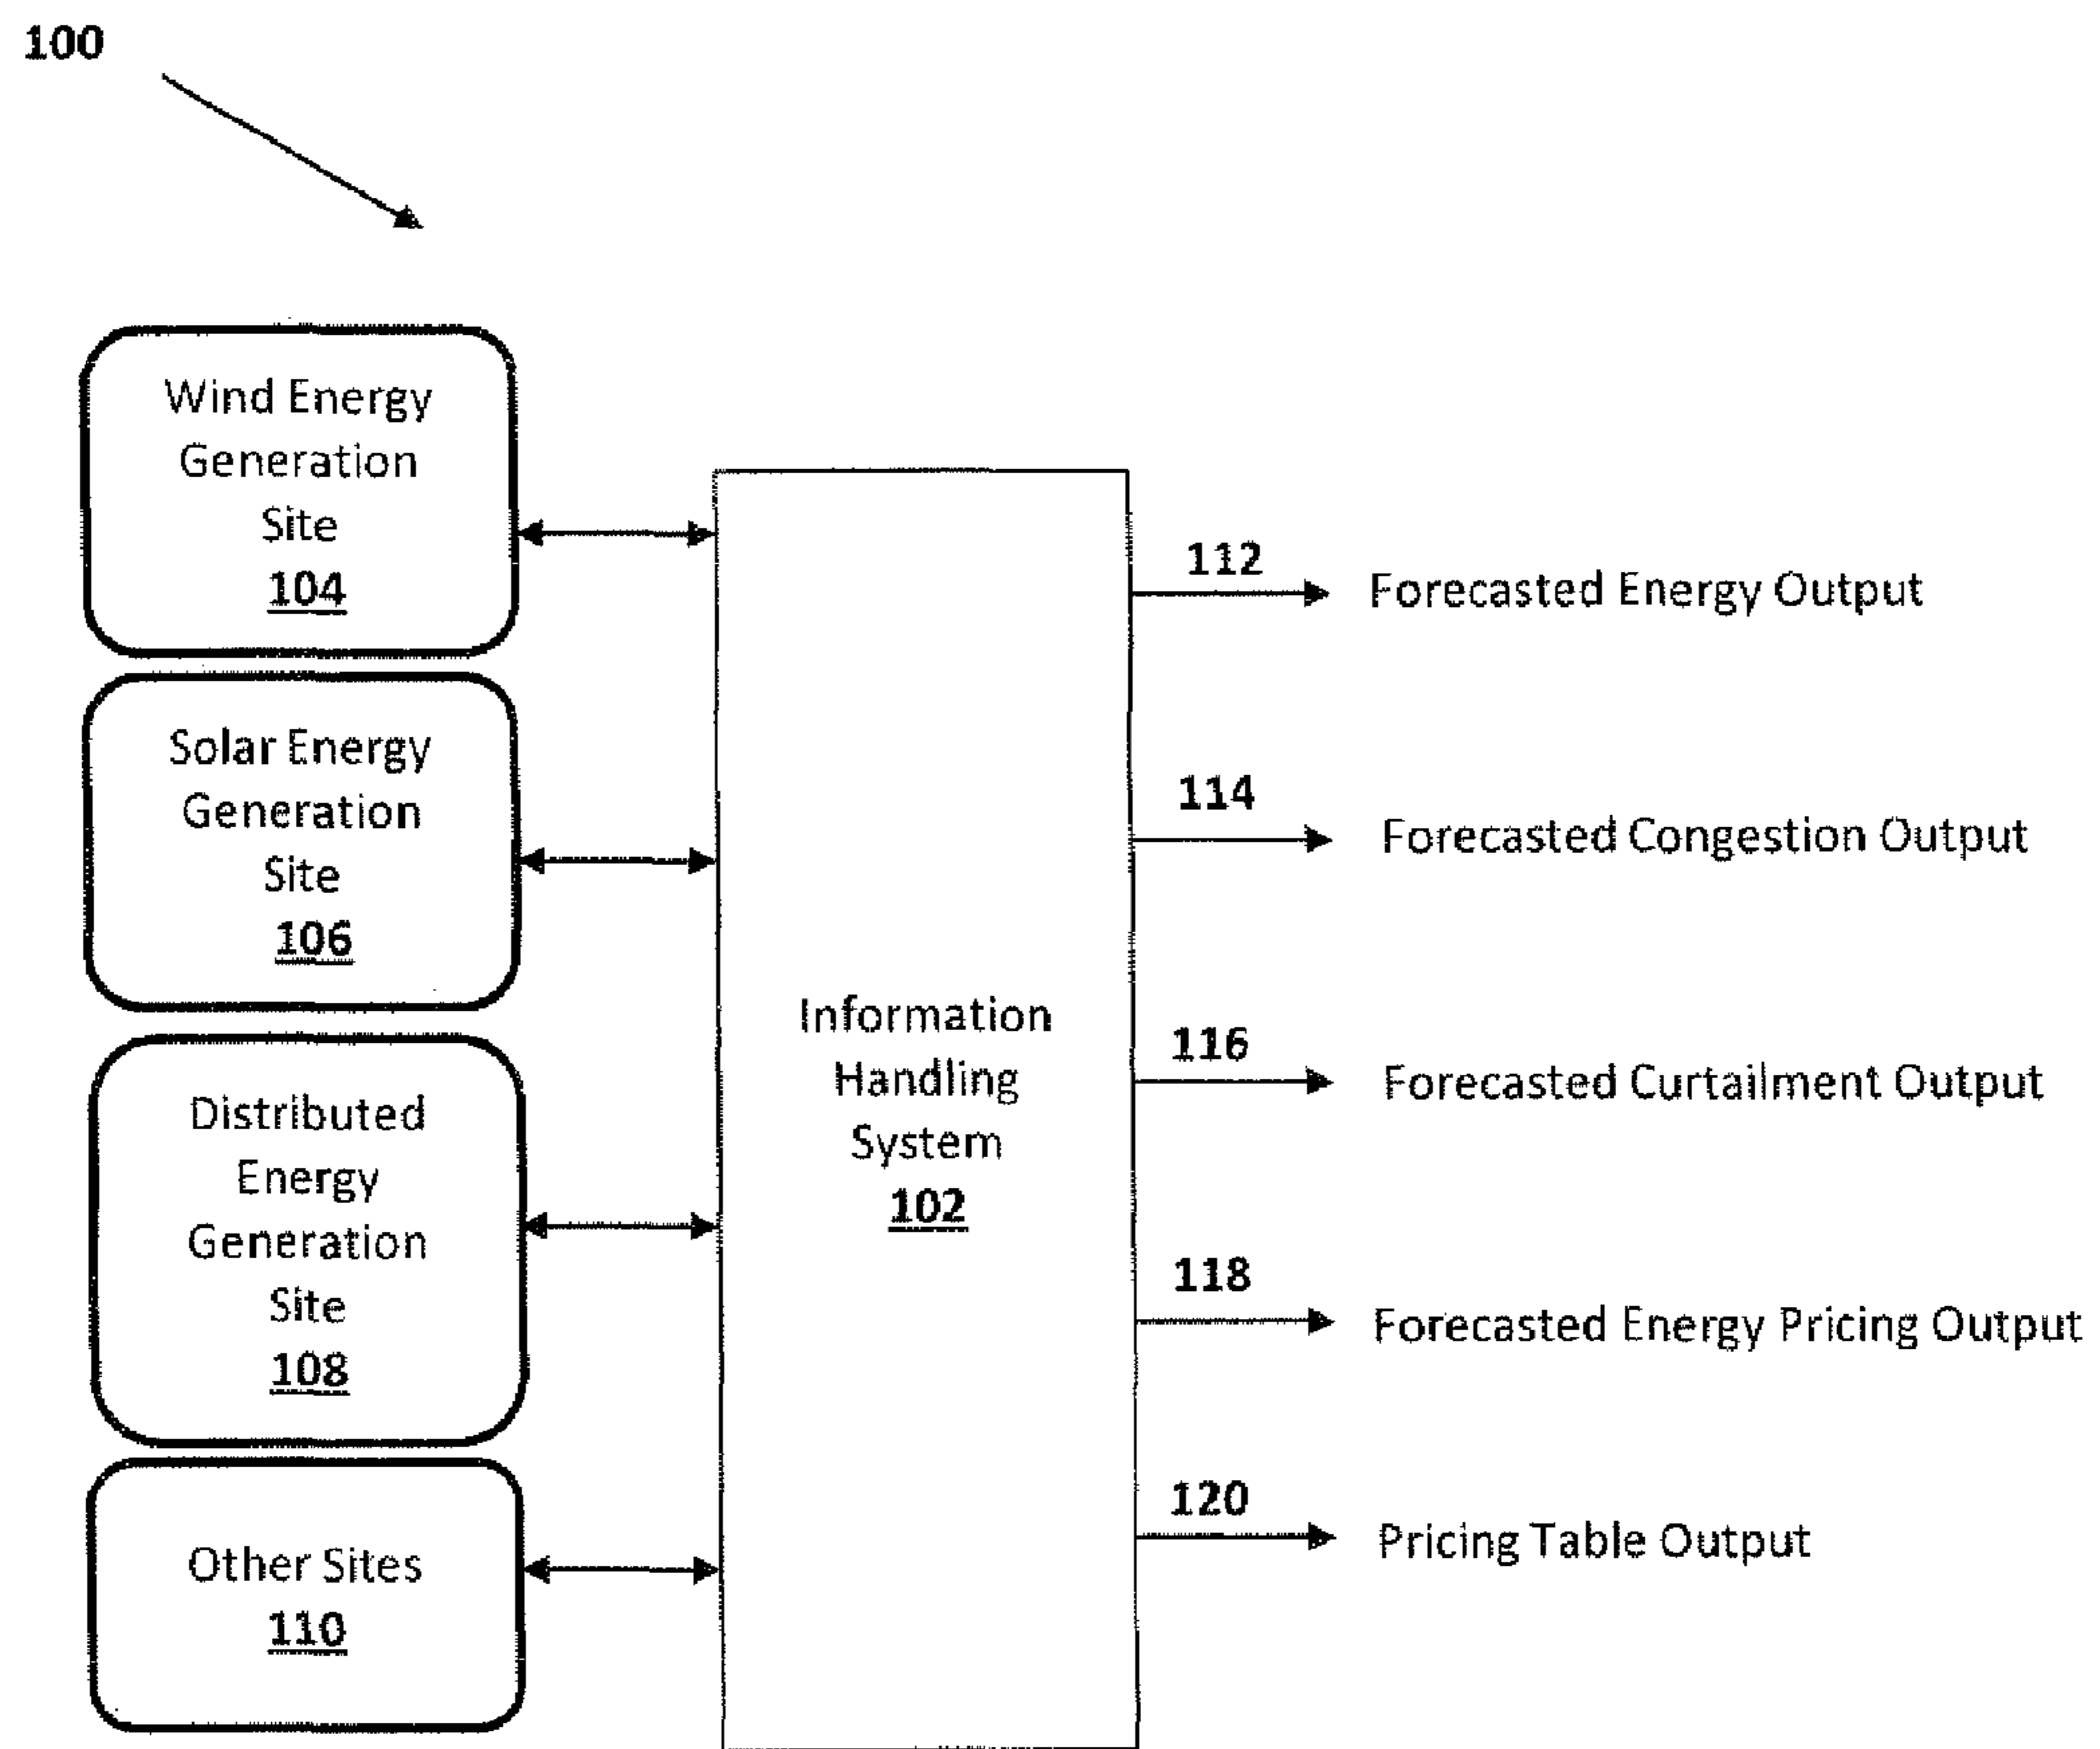 100
Wind Energy
Generation
Site
104
Solar Energy
Generation
Site
106
Distributed
Energy
Generation
Site
108
Other Sites
110
Information
Handling
System
102
112
Forecasted Energy Output
114
Forecasted Congestion Output
116
Forecasted Curtailment Output
118
Forecasted Energy Pricing Output
120
Pricing Table Output